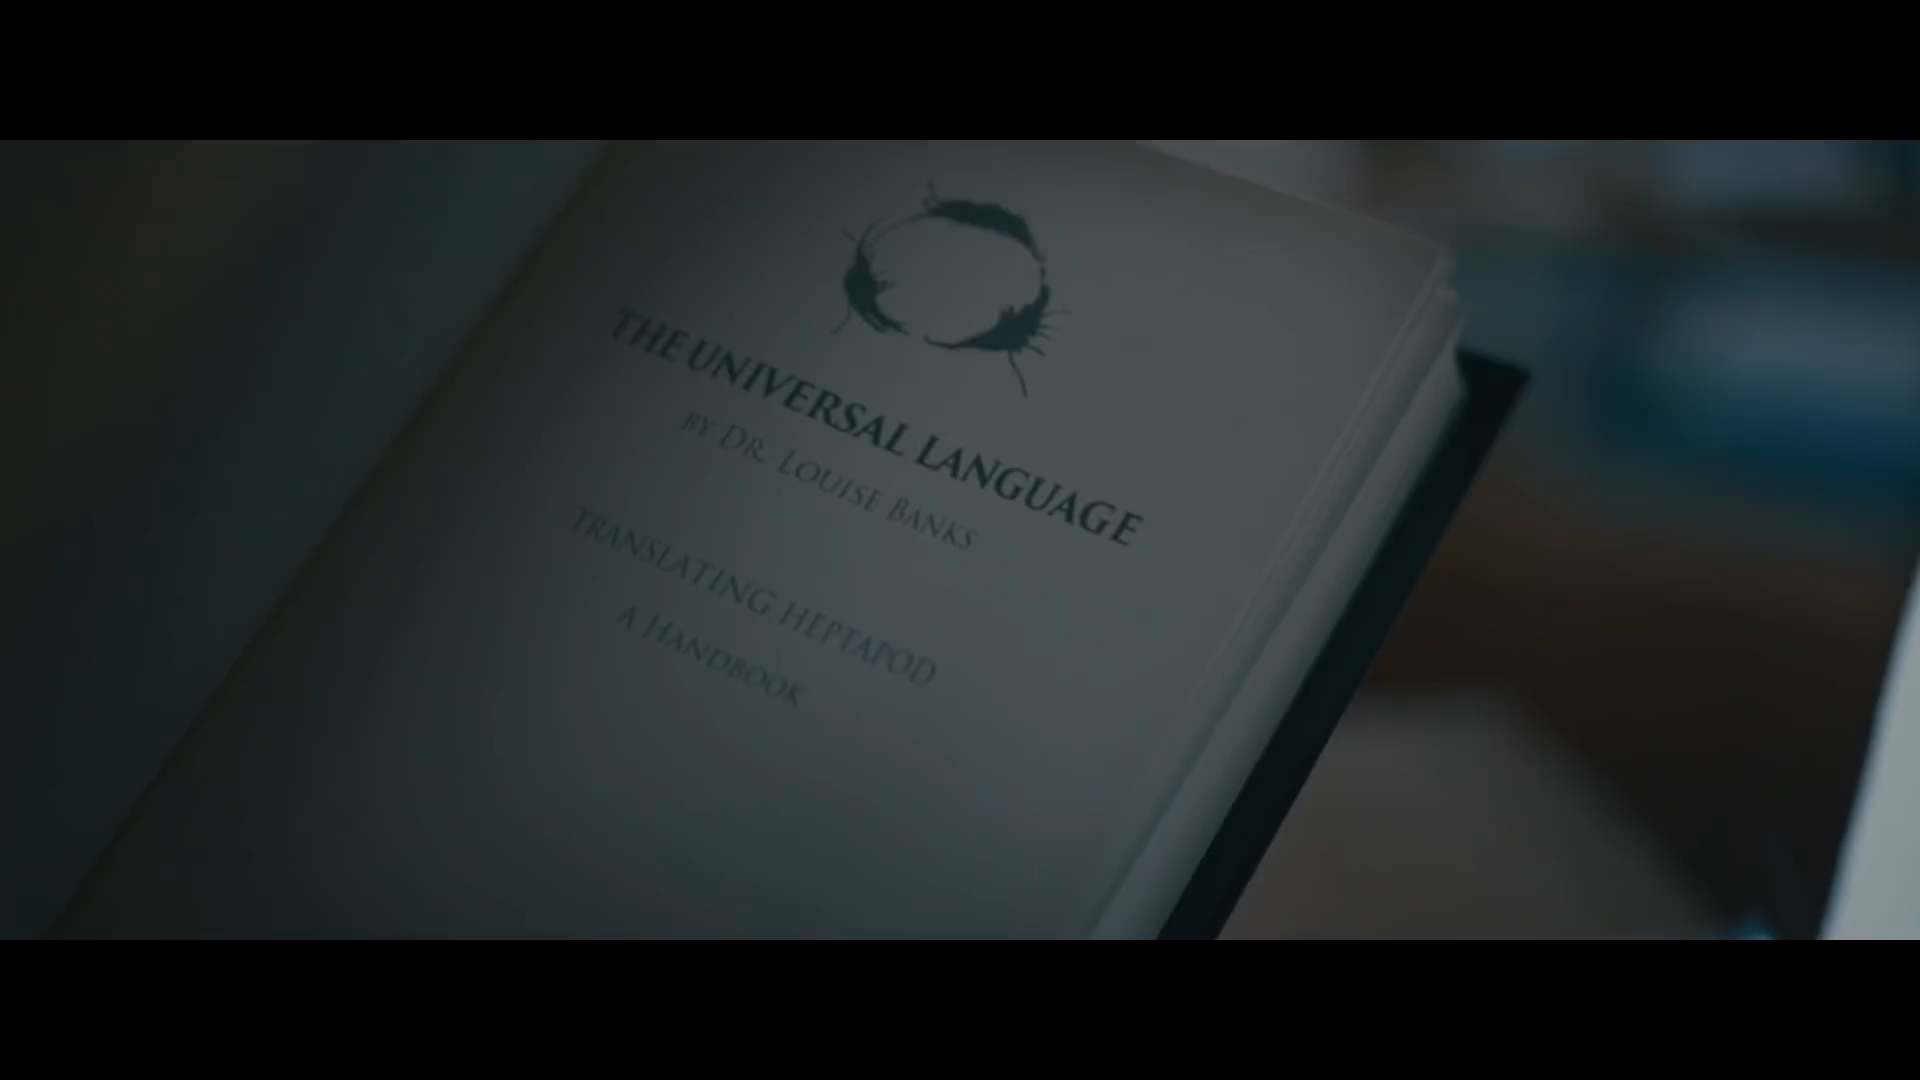 THE UNIVERSAL LANGUAGE
BY DR. LOUISE BANKS
TRANSLATING HEPTAPOD
A HANDBOOK